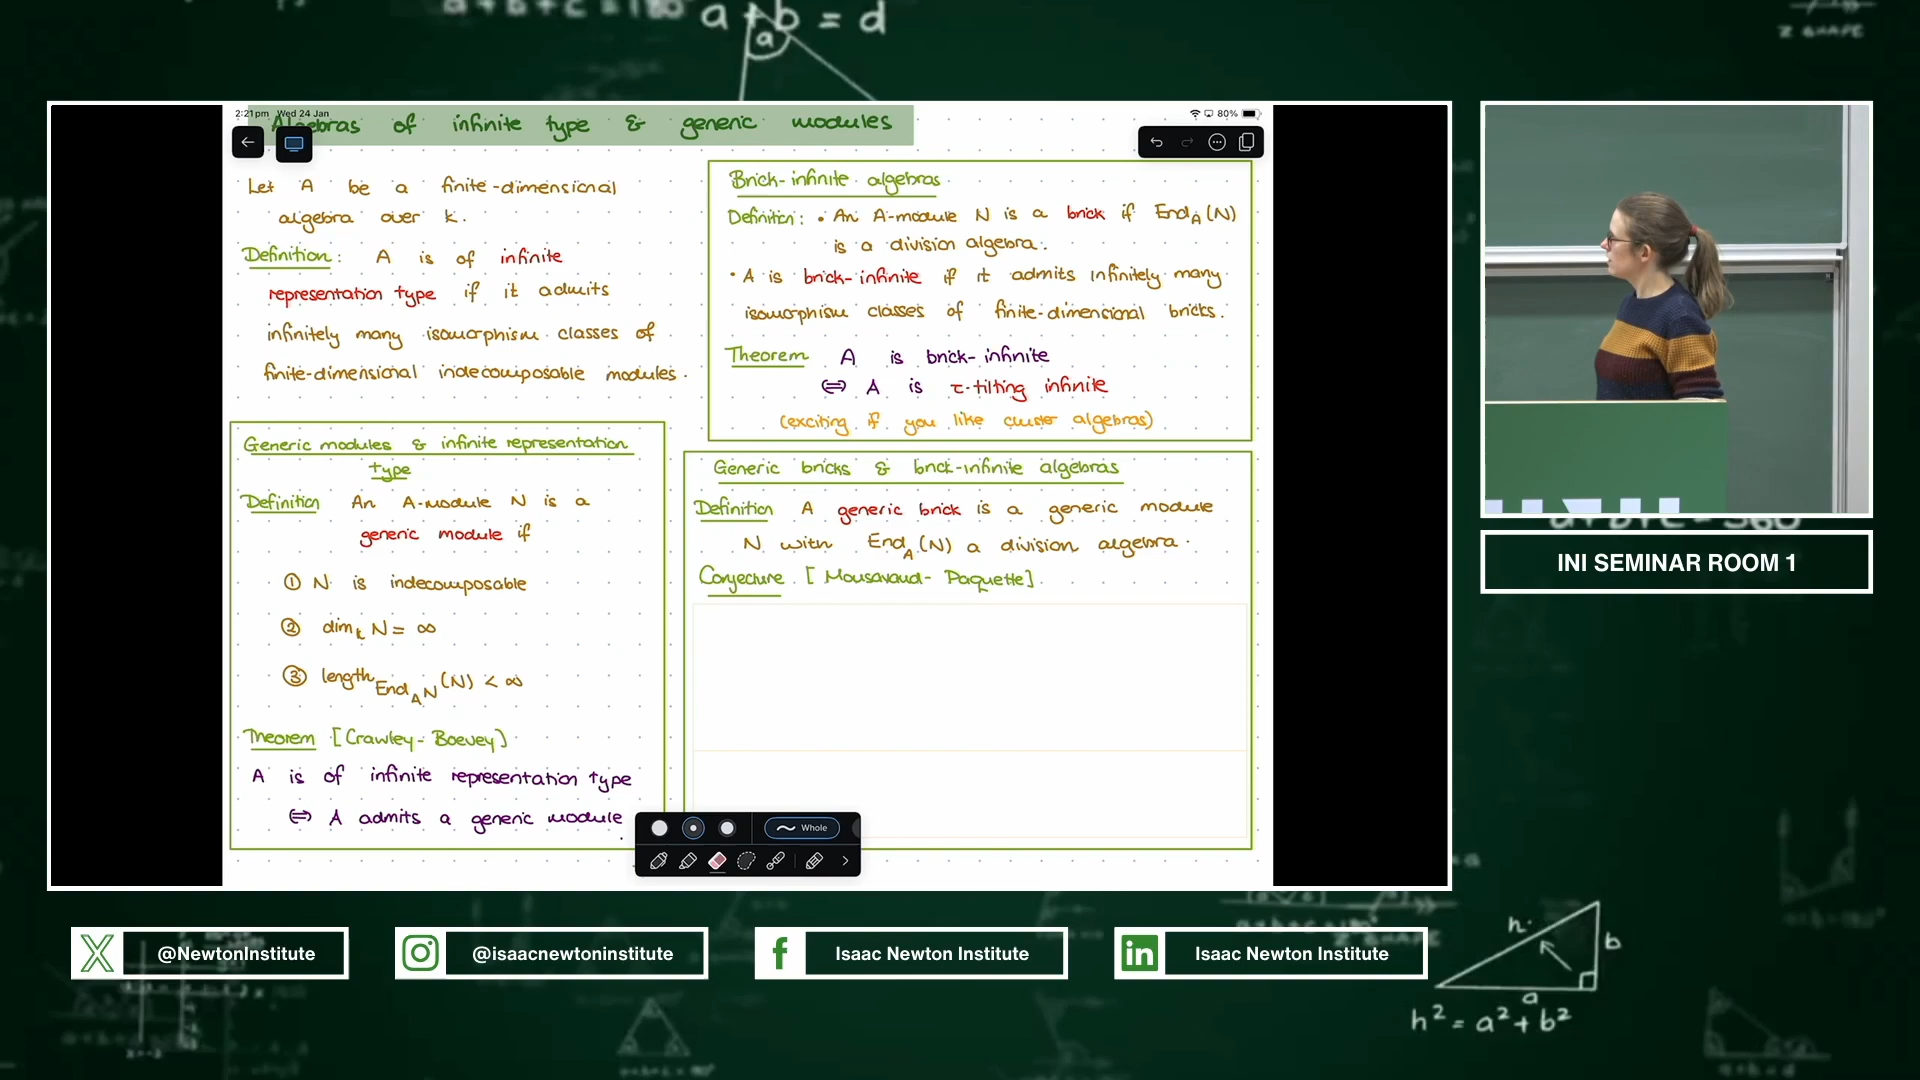 a + b + c = 180°
a + b = d
a
Z SHAPE
2:21pm Wed 24 Jan
80%
Algebras of infinite type & generic modules
Let A be a finite-dimensional
algebra over k.
Definition: A is of infinite
representation type if it admits
infinitely many isomorphism classes of
finite-dimensional indecomposable modules.
Generic modules & infinite representation
type
Definition An A-module N is a
generic module if
① N is indecomposable
② dim_k N = ∞
③ length_{End_A N}(N) < ∞
Theorem [Crawley-Boevey]
A is of infinite representation type
⇔ A admits a generic module
Brick-infinite algebras
Definition: • An A-module N is a brick if End_A(N)
is a division algebra.
• A is brick-infinite if it admits infinitely many
isomorphism classes of finite-dimensional bricks.
Theorem A is brick-infinite
⇔ A is τ-tilting infinite
(exciting if you like cluster algebras)
Generic bricks & brick-infinite algebras
Definition A generic brick is a generic module
N with End_A(N) a division algebra.
Conjecture [Mousavand-Paquette]
Whole
INI SEMINAR ROOM 1
@NewtonInstitute
@isaacnewtoninstitute
Isaac Newton Institute
Isaac Newton Institute
h
b
a
h² = a² + b²